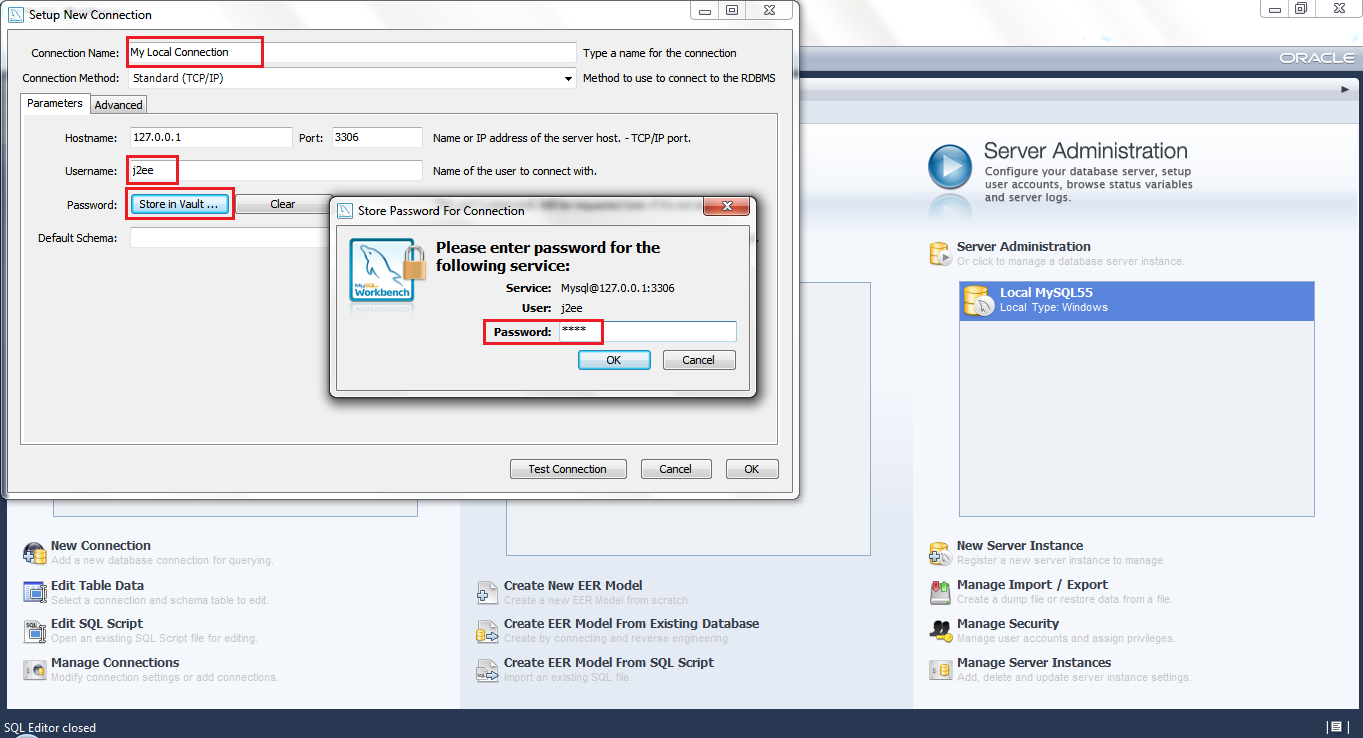 Setup New Connection
Connection Name: My Local Connection Type a name for the connection
Connection Method: Standard (TCP/IP) Method to use to connect to the RDBMS
Parameters Advanced
Hostname: 127.0.0.1 Port: 3306 Name or IP address of the server host. - TCP/IP port.
Username: j2ee Name of the user to connect with.
Password: Store in Vault ... Clear
Default Schema:
Store Password For Connection
Please enter password for the
following service:
Service: Mysql@127.0.0.1:3306
User: j2ee
Password: ****
OK Cancel
MySQL
Workbench
Test Connection Cancel OK
ORACLE
Server Administration
Configure your database server, setup
user accounts, browse status variables
and server logs.
Server Administration
Or click to manage a database server instance.
Local MySQL55
Local Type: Windows
New Connection
Add a new database connection for querying.
Edit Table Data
Select a connection and schema table to edit.
Edit SQL Script
Open an existing SQL Script file for editing.
Manage Connections
Modify connection settings or add connections.
Create New EER Model
Create a new EER Model from scratch.
Create EER Model From Existing Database
Create by connecting and reverse engineering.
Create EER Model From SQL Script
Import an existing SQL file.
New Server Instance
Register a new server instance to manage.
Manage Import / Export
Create a dump file or restore data from a file.
Manage Security
Manage user accounts and assign privileges.
Manage Server Instances
Add, delete and update server instance settings.
SQL Editor closed